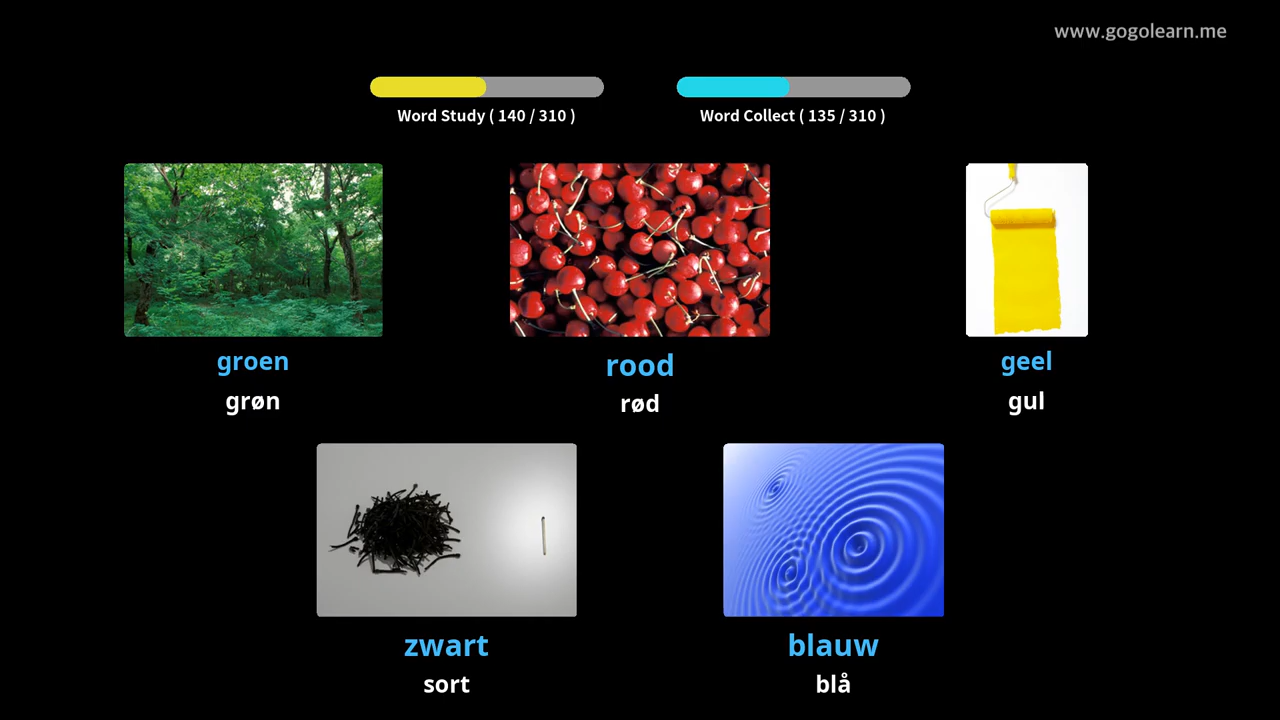 www.gogolearn.me
Word Study ( 140 / 310 )
Word Collect ( 135 / 310 )
groen
grøn
rood
rød
geel
gul
zwart
sort
blauw
blå